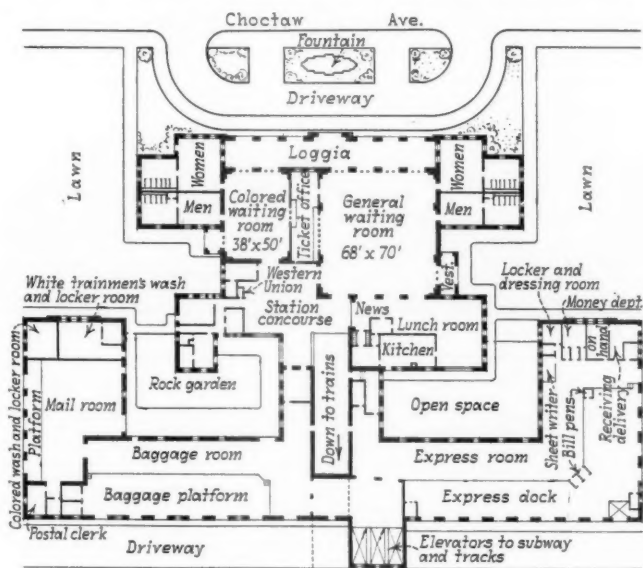 Choctaw Ave.
Fountain
Driveway
Lawn
Women
Men
Loggia
Colored
waiting
room
38'x50'
Ticket office
General
waiting
room
68'x 70'
Women
Men
Lawn
Vest.
Western
Union
Station
concourse
White trainmen's wash
and locker room
News
Lunch room
Kitchen
Locker and
dressing room
Money dept.
on
hand
Receiving
delivery
Colored wash and locker room
Platform
Mail room
Rock garden
Down to trains
Open space
Sheet writer
Bill pens
Baggage room
Express room
Baggage platform
Express dock
Postal clerk
Driveway
Elevators to subway
and tracks